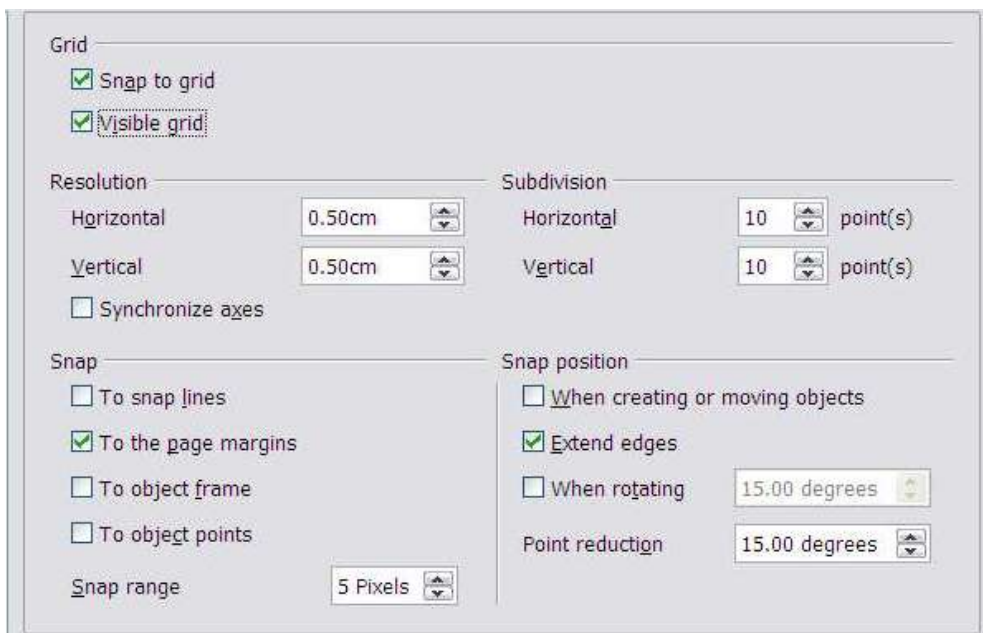 Grid
Snap to grid
Visible grid
Resolution
Horizontal 0.50cm
Vertical 0.50cm
Synchronize axes
Subdivision
Horizontal 10 point(s)
Vertical 10 point(s)
Snap
To snap lines
To the page margins
To object frame
To object points
Snap range 5 Pixels
Snap position
When creating or moving objects
Extend edges
When rotating 15.00 degrees
Point reduction 15.00 degrees